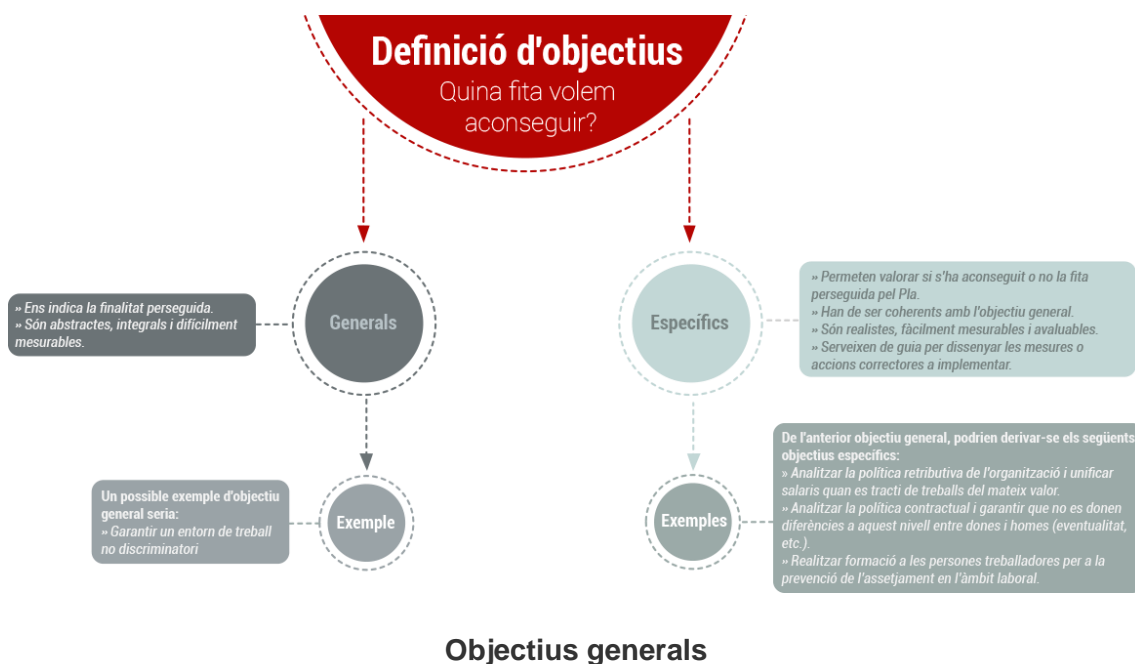 Definició d'objectius
Quina fita volem
aconseguir?
Generals
» Ens indica la finalitat perseguida.
» Són abstractes, integrals i difícilment
mesurables.
Exemple
Un possible exemple d'objectiu
general seria:
» Garantir un entorn de treball
no discriminatori
Específics
» Permeten valorar si s'ha aconseguit o no la fita
perseguida pel Pla.
» Han de ser coherents amb l'objectiu general.
» Són realistes, fàcilment mesurables i avaluables.
» Serveixen de guia per dissenyar les mesures o
accions correctores a implementar.
Exemples
De l'anterior objectiu general, podrien derivar-se els següents
objectius específics:
» Analitzar la política retributiva de l'organització i unificar
salaris quan es tracti de treballs del mateix valor.
» Analitzar la política contractual i garantir que no es donen
diferències a aquest nivell entre dones i homes (eventualitat,
etc.).
» Realitzar formació a les persones treballadores per a la
prevenció de l'assetjament en l'àmbit laboral.
Objectius generals